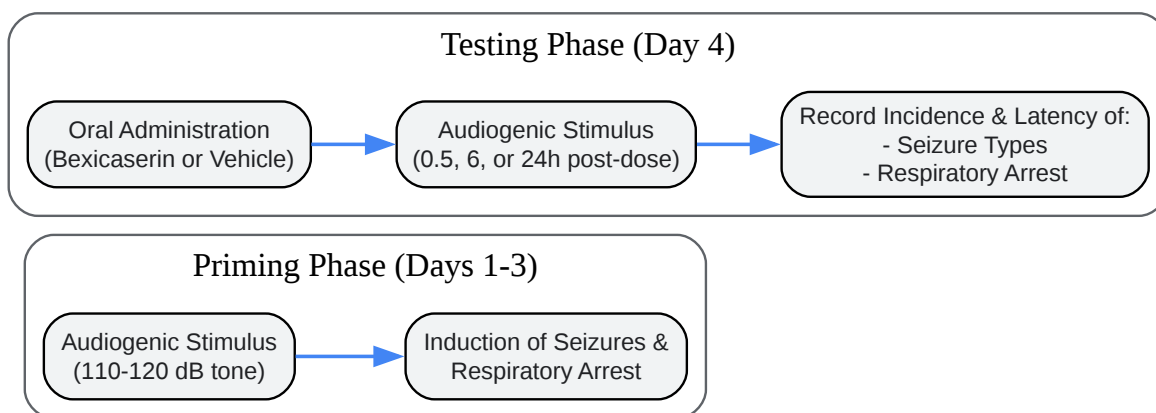 Testing Phase (Day 4)
Oral Administration
(Bexicaserin or Vehicle)
Audiogenic Stimulus
(0.5, 6, or 24h post-dose)
Record Incidence & Latency of:
- Seizure Types
- Respiratory Arrest
Priming Phase (Days 1-3)
Audiogenic Stimulus
(110-120 dB tone)
Induction of Seizures &
Respiratory Arrest